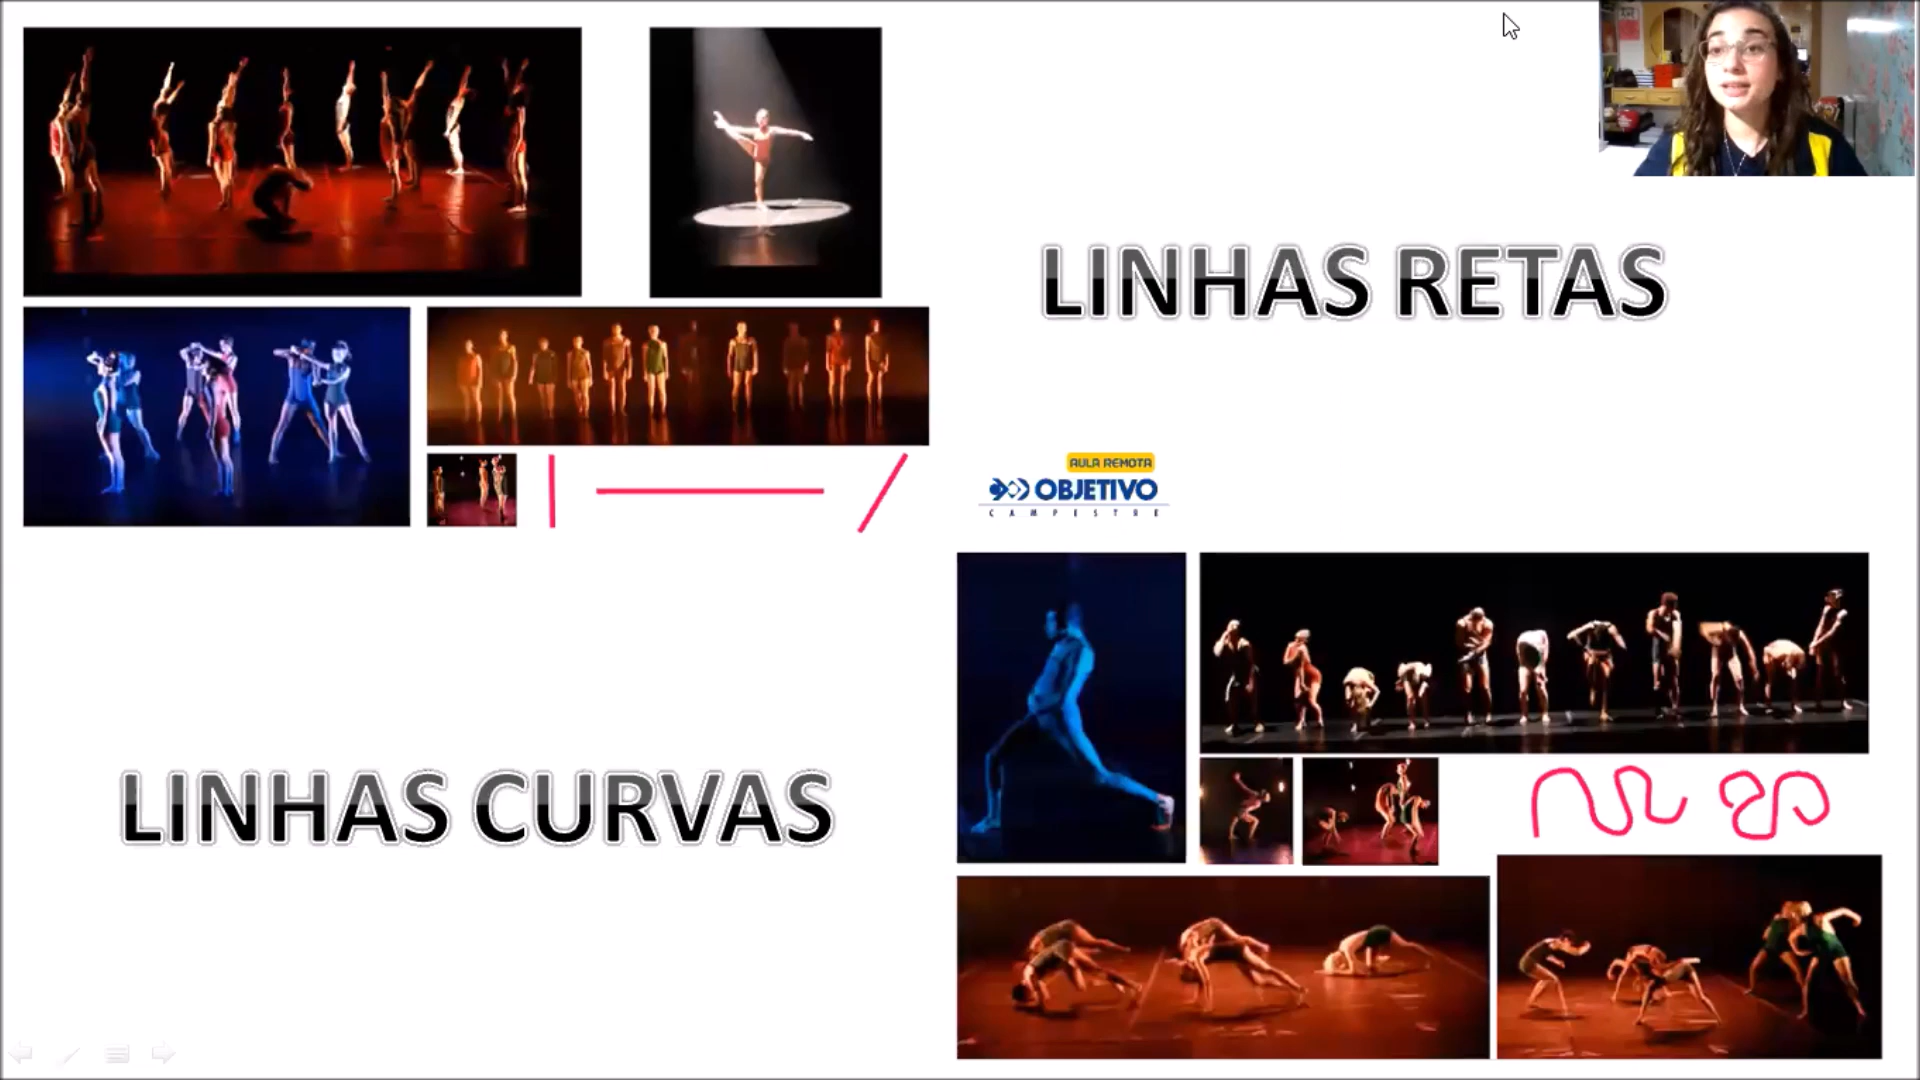 LINHAS RETAS
AULA REMOTA
OBJETIVO
CAMPESTRE
LINHAS CURVAS